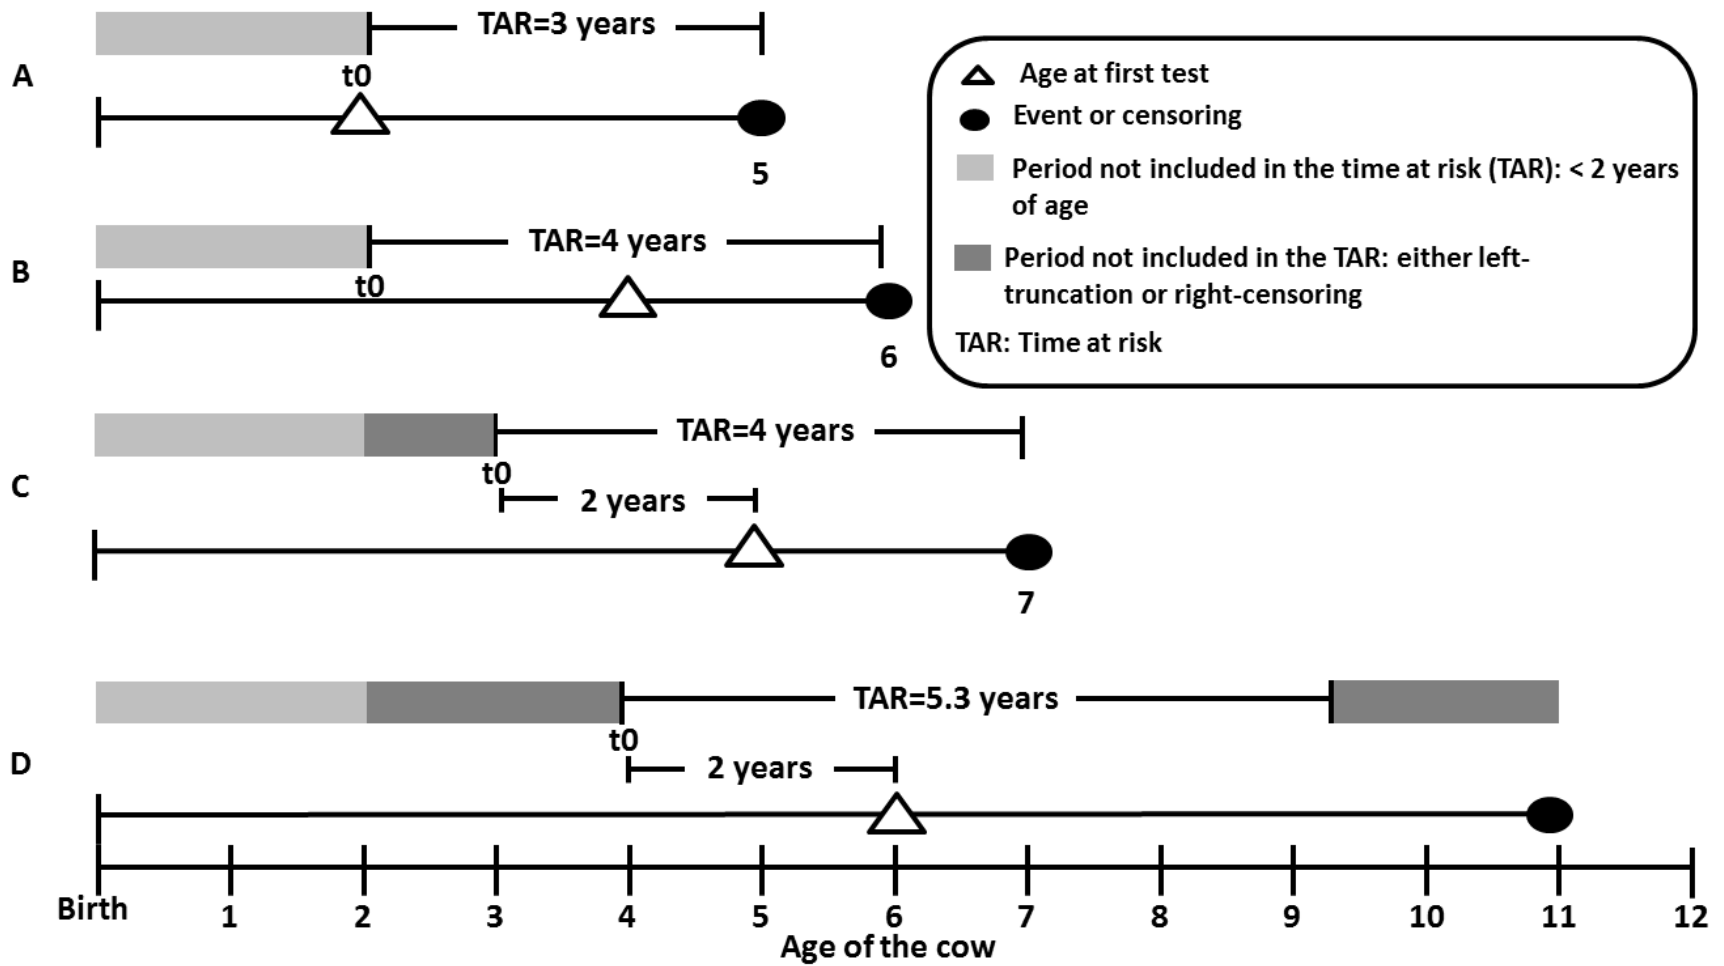 TAR=3 years
A
t0
5
Age at first test
Event or censoring
Period not included in the time at risk (TAR): < 2 years
of age
Period not included in the TAR: either left-
truncation or right-censoring
TAR: Time at risk
TAR=4 years
B
t0
6
TAR=4 years
t0
C
2 years
7
TAR=5.3 years
t0
D
2 years
Birth 1 2 3 4 5 6 7 8 9 10 11 12
Age of the cow